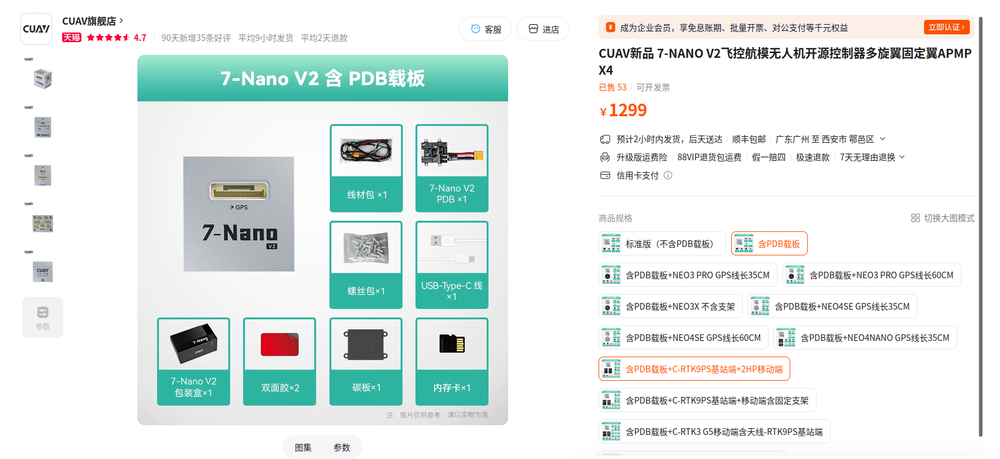 CUAV
CUAV旗舰店
天猫 4.7 90天新增35条好评 平均9小时发货 平均2天退款
客服
进店
CUAV
7-Nano
CUAV
CUAV
CUAV
CUAV
CUAV
参数
7-Nano V2 含 PDB载板
GPS
7-Nano
V2
线材包 ×1
7-Nano V2
PDB ×1
螺丝包×1
USB-Type-C 线
×1
7-Nano
CUAV
7-Nano V2
包装盒×1
双面胶×2
碳板×1
内存卡×1
注：图片仅供参考，请以实物为准
图集
参数
成为企业会员，享免息账期、批量开票、对公支付等千元权益
立即认证
CUAV新品 7-NANO V2飞控航模无人机开源控制器多旋翼固定翼APMP
X4
已售 53 可开发票
¥1299
预计2小时内发货，后天送达 顺丰包邮 广东广州 至 西安市 鄠邑区
升级版运费险 88VIP退货包运费 假一赔四 极速退款 7天无理由退换
信用卡支付
商品规格
切换大图模式
标准版（不含PDB载板）
含PDB载板
含PDB载板+NEO3 PRO GPS线长35CM
含PDB载板+NEO3 PRO GPS线长60CM
含PDB载板+NEO3X 不含支架
含PDB载板+NEO4SE GPS线长35CM
含PDB载板+NEO4SE GPS线长60CM
含PDB载板+NEO4NANO GPS线长35CM
含PDB载板+C-RTK9PS基站端+2HP移动端
含PDB载板+C-RTK9PS基站端+移动端含固定支架
含PDB载板+C-RTK3 G5移动端含天线-RTK9PS基站端